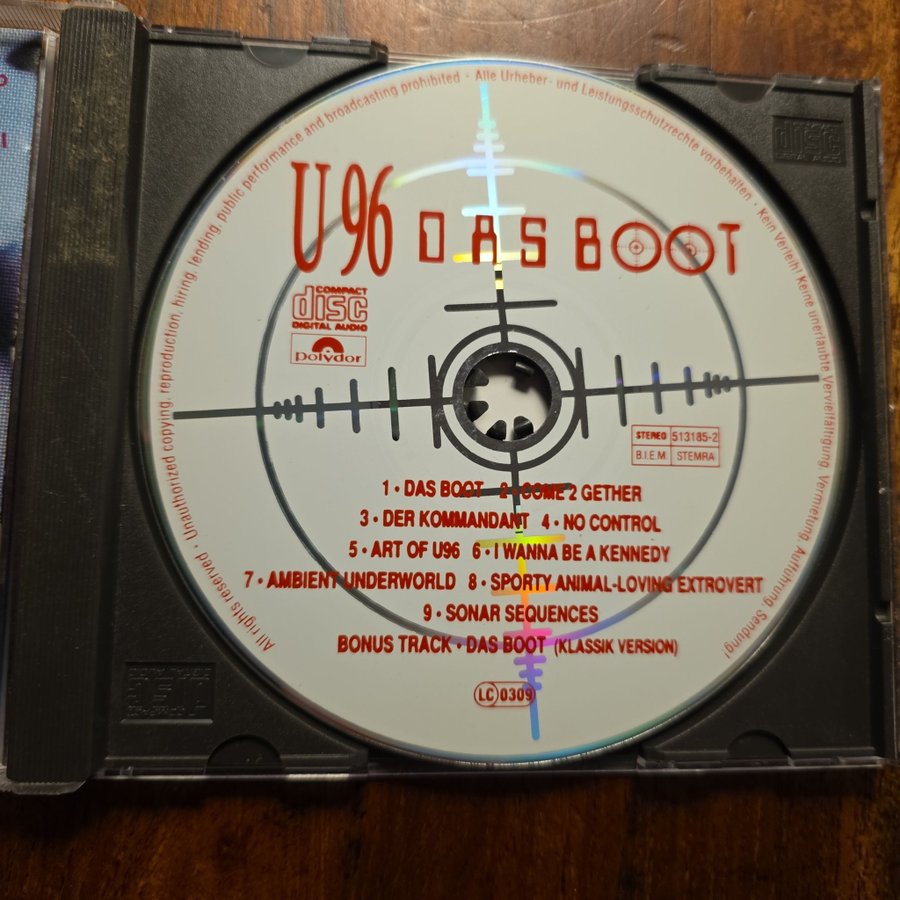 All rights reserved · Unauthorized copying, reproduction, hiring, lending, public performance and broadcasting prohibited · Alle Urheber- und Leistungsschutzrechte vorbehalten · Kein Verleih! Keine unerlaubte Vervielfältigung, Vermietung, Aufführung, Sendung!
U96 DAS BOOT
COMPACT
disc
DIGITAL AUDIO
polydor
STEREO 513185-2
B.I.E.M. STEMRA
1 · DAS BOOT 2 · COME 2 GETHER
3 · DER KOMMANDANT 4 · NO CONTROL
5 · ART OF U96 6 · I WANNA BE A KENNEDY
7 · AMBIENT UNDERWORLD 8 · SPORTY ANIMAL-LOVING EXTROVERT
9 · SONAR SEQUENCES
BONUS TRACK · DAS BOOT (KLASSIK VERSION)
LC 0309
disc
DIGITAL AUDIO